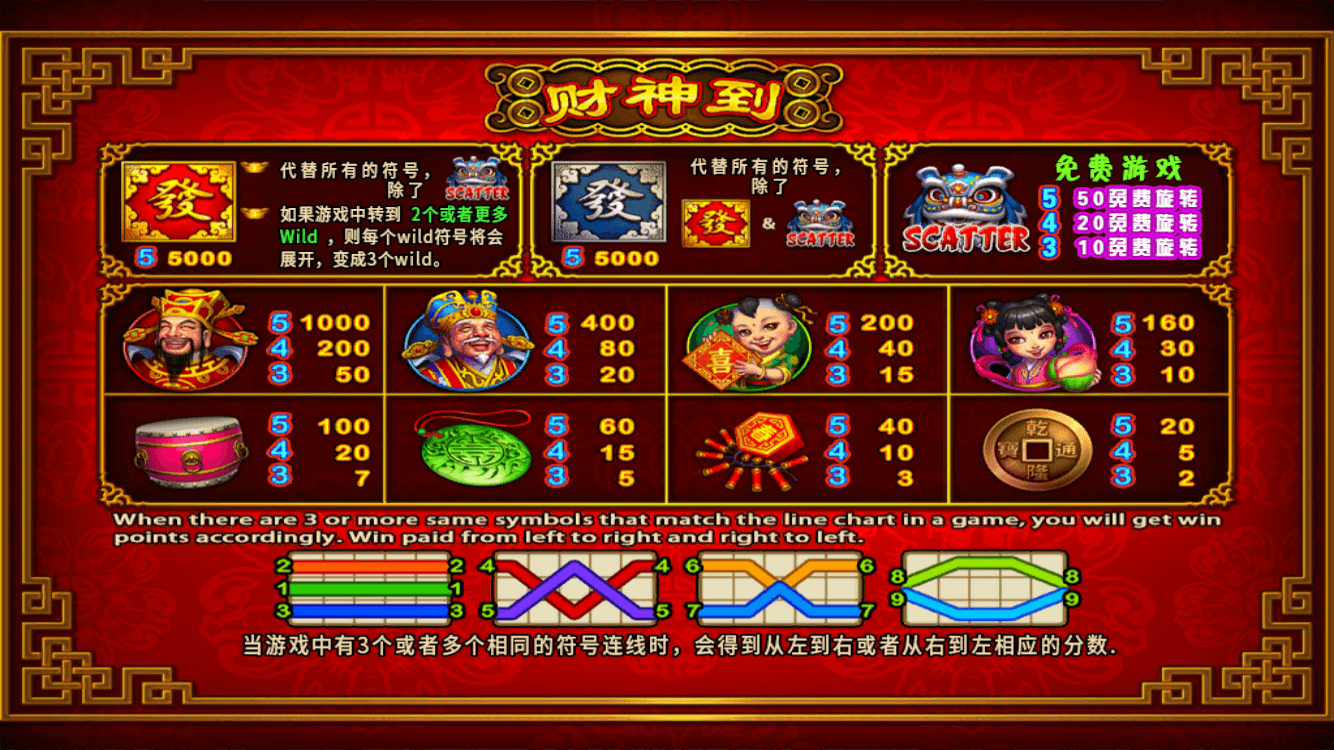 财神到
發
5 5000
代替所有的符号，
除了 SCATTER
如果游戏中转到 2个或者更多
Wild ，则每个wild符号将会
展开，变成3个wild。
發
5 5000
代替所有的符号，
除了
發 & SCATTER
SCATTER
免费游戏
5 50免费旋转
4 20免费旋转
3 10免费旋转
5 1000
4 200
3 50
5 400
4 80
3 20
喜
5 200
4 40
3 15
5 160
4 30
3 10
5 100
4 20
3 7
5 60
4 15
3 5
5 40
4 10
3 3
乾
寶 通
隆
5 20
4 5
3 2
When there are 3 or more same symbols that match the line chart in a game, you will get win
points accordingly. Win paid from left to right and right to left.
2 2
1 1
3 3
4 4
5 5
6 6
7 7
8 8
9 9
当游戏中有3个或者多个相同的符号连线时，会得到从左到右或者从右到左相应的分数.